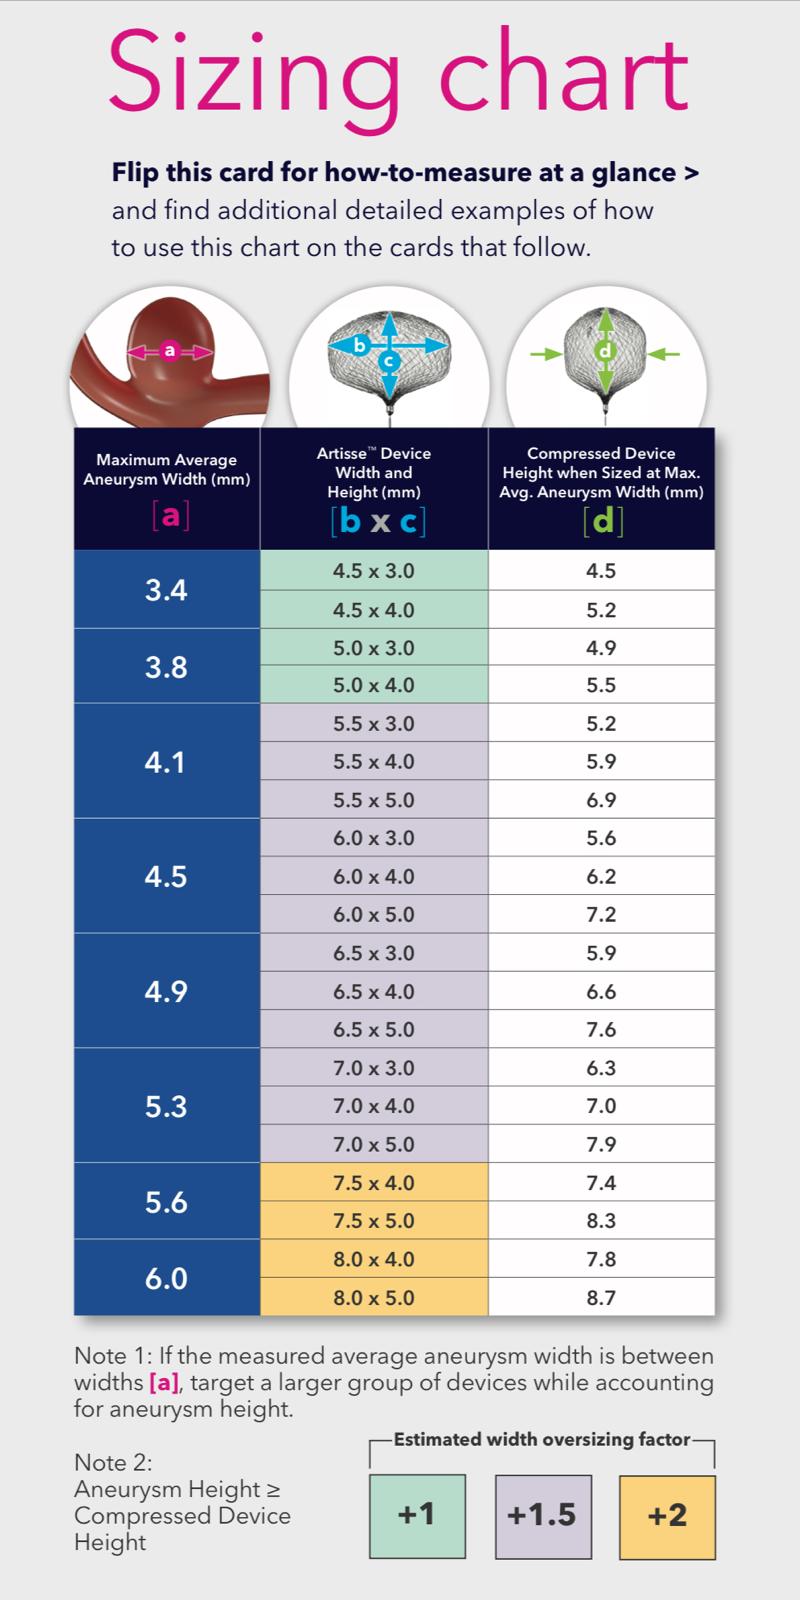 Sizing chart
Flip this card for how-to-measure at a glance >
and find additional detailed examples of how
to use this chart on the cards that follow.
a
b
c
d
Maximum Average
Aneurysm Width (mm)
[a]
Artisse™ Device
Width and
Height (mm)
[b x c]
Compressed Device
Height when Sized at Max.
Avg. Aneurysm Width (mm)
[d]
3.4
4.5 x 3.0 4.5
4.5 x 4.0 5.2
3.8
5.0 x 3.0 4.9
5.0 x 4.0 5.5
4.1
5.5 x 3.0 5.2
5.5 x 4.0 5.9
5.5 x 5.0 6.9
4.5
6.0 x 3.0 5.6
6.0 x 4.0 6.2
6.0 x 5.0 7.2
4.9
6.5 x 3.0 5.9
6.5 x 4.0 6.6
6.5 x 5.0 7.6
5.3
7.0 x 3.0 6.3
7.0 x 4.0 7.0
7.0 x 5.0 7.9
5.6
7.5 x 4.0 7.4
7.5 x 5.0 8.3
6.0
8.0 x 4.0 7.8
8.0 x 5.0 8.7
Note 1: If the measured average aneurysm width is between
widths [a], target a larger group of devices while accounting
for aneurysm height.
Note 2:
Aneurysm Height ≥
Compressed Device
Height
Estimated width oversizing factor
+1 +1.5 +2